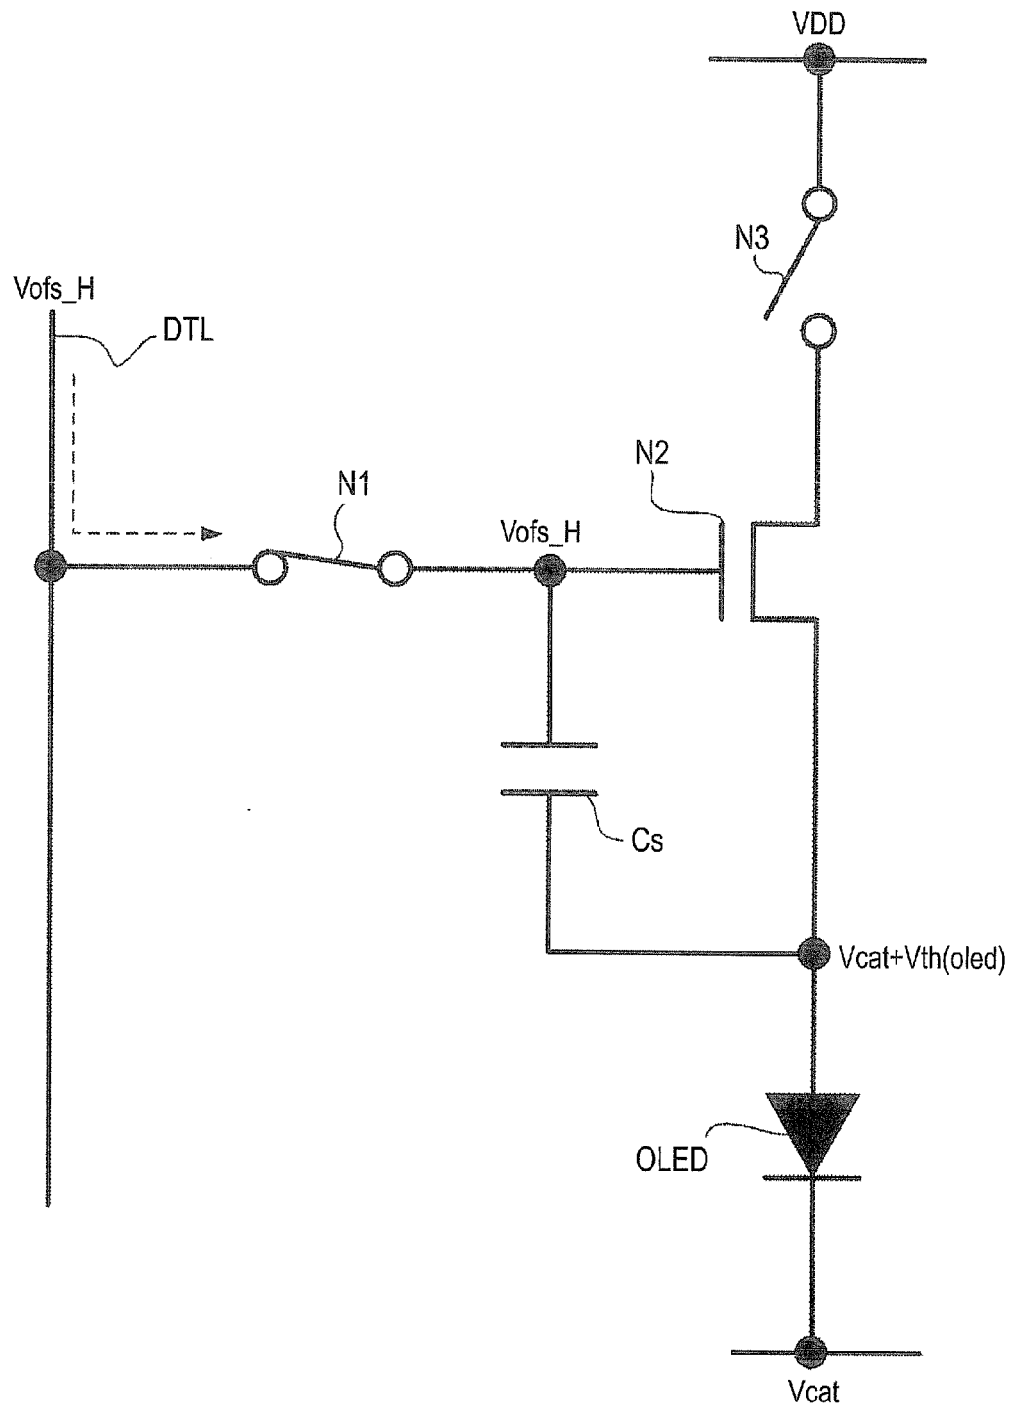 VDD
N3
Vofs_H
DTL
N2
N1
Vofs_H
Cs
Vcat+Vth(oled)
OLED
Vcat